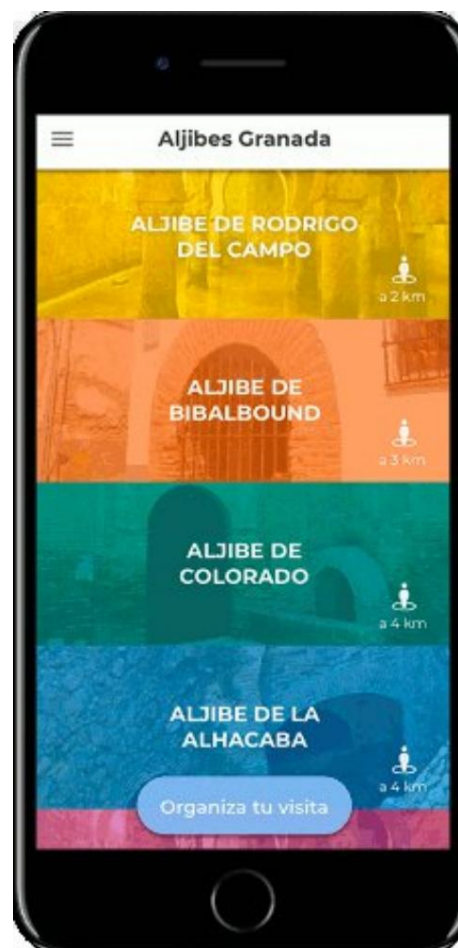 Aljibes Granada
ALJIBE DE RODRIGO
DEL CAMPO
a 2 km
ALJIBE DE
BIBALBOUND
a 3 km
ALJIBE DE
COLORADO
a 4 km
ALJIBE DE LA
ALHACABA
a 4 km
Organiza tu visita